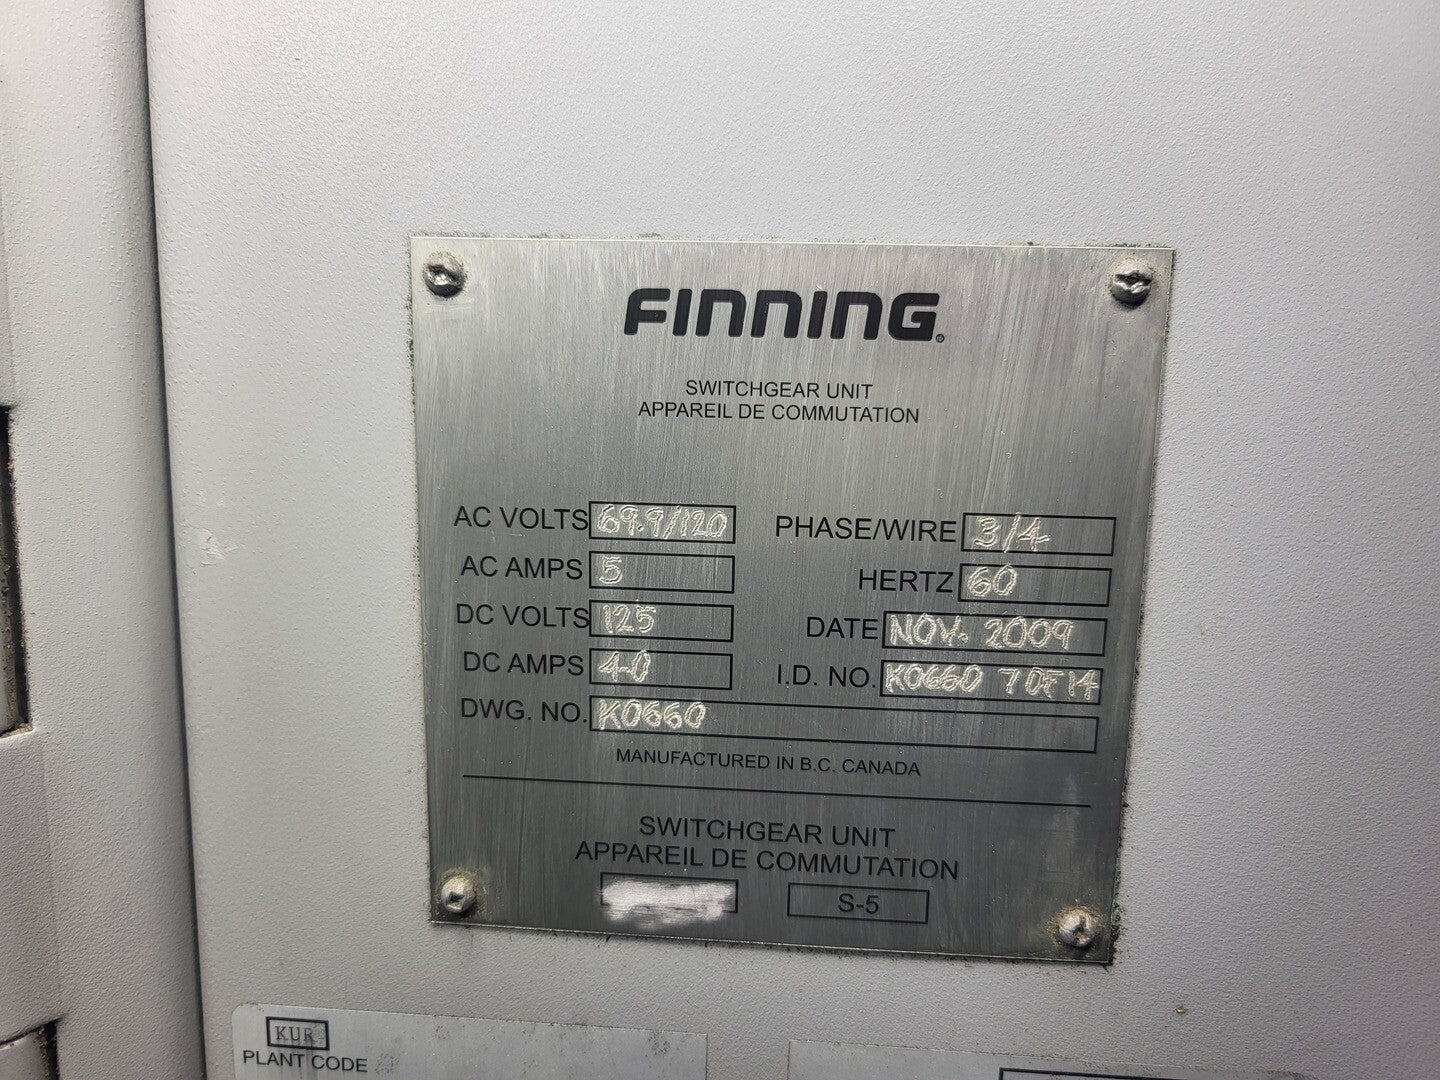 FINNING®
SWITCHGEAR UNIT
APPAREIL DE COMMUTATION
AC VOLTS 69.9/120
PHASE/WIRE 3/4
AC AMPS 5
HERTZ 60
DC VOLTS 125
DATE NOV. 2009
DC AMPS 40
I.D. NO. K0660 7 OF 14
DWG. NO. K0660
MANUFACTURED IN B.C. CANADA
SWITCHGEAR UNIT
APPAREIL DE COMMUTATION
S-5
KUR
PLANT CODE